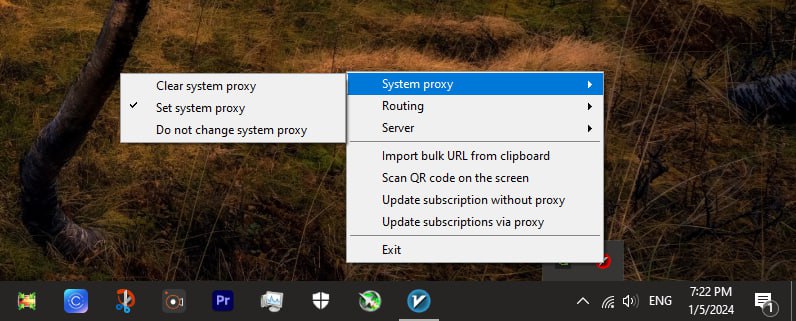 Clear system proxy
Set system proxy
Do not change system proxy
System proxy
Routing
Server
Import bulk URL from clipboard
Scan QR code on the screen
Update subscription without proxy
Update subscriptions via proxy
Exit
Pr
ENG
7:22 PM
1/5/2024
1